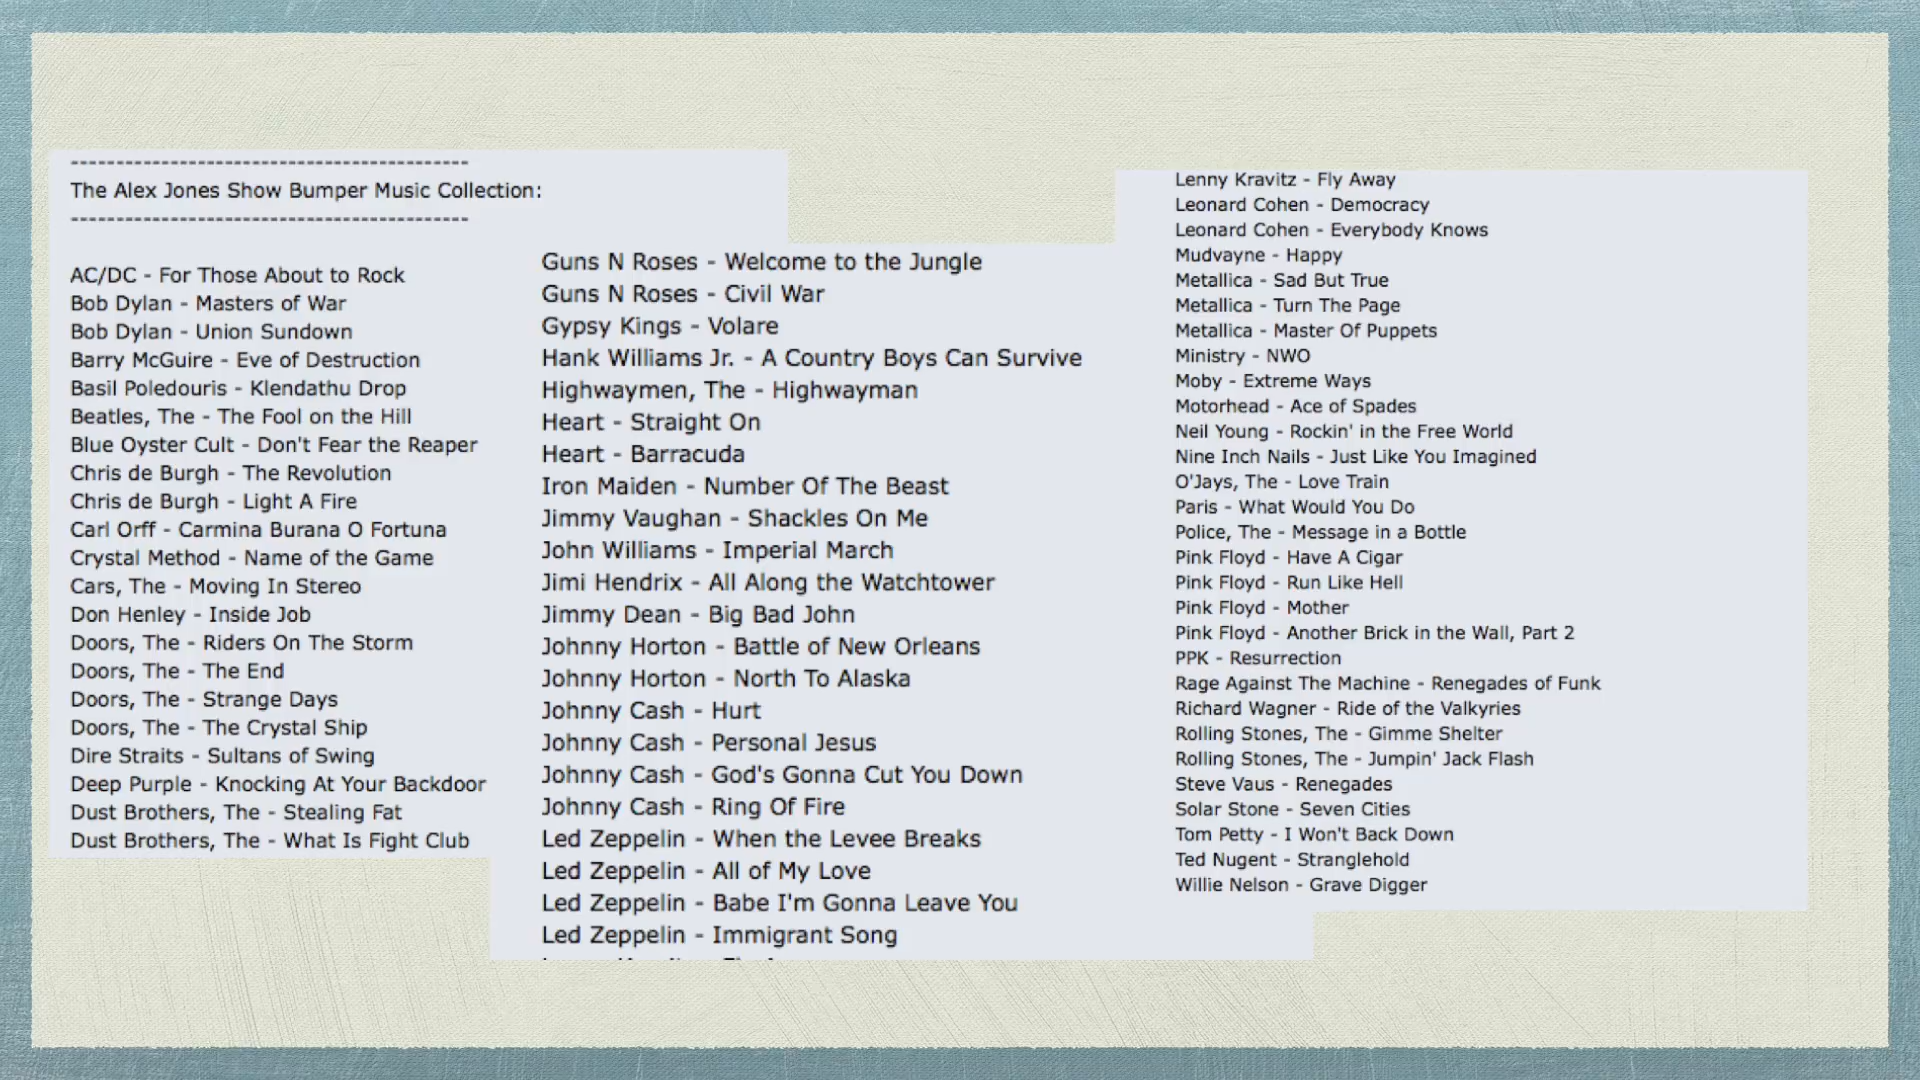 --------------------------------------------
The Alex Jones Show Bumper Music Collection:
--------------------------------------------
AC/DC - For Those About to Rock
Bob Dylan - Masters of War
Bob Dylan - Union Sundown
Barry McGuire - Eve of Destruction
Basil Poledouris - Klendathu Drop
Beatles, The - The Fool on the Hill
Blue Oyster Cult - Don't Fear the Reaper
Chris de Burgh - The Revolution
Chris de Burgh - Light A Fire
Carl Orff - Carmina Burana O Fortuna
Crystal Method - Name of the Game
Cars, The - Moving In Stereo
Don Henley - Inside Job
Doors, The - Riders On The Storm
Doors, The - The End
Doors, The - Strange Days
Doors, The - The Crystal Ship
Dire Straits - Sultans of Swing
Deep Purple - Knocking At Your Backdoor
Dust Brothers, The - Stealing Fat
Dust Brothers, The - What Is Fight Club
Guns N Roses - Welcome to the Jungle
Guns N Roses - Civil War
Gypsy Kings - Volare
Hank Williams Jr. - A Country Boys Can Survive
Highwaymen, The - Highwayman
Heart - Straight On
Heart - Barracuda
Iron Maiden - Number Of The Beast
Jimmy Vaughan - Shackles On Me
John Williams - Imperial March
Jimi Hendrix - All Along the Watchtower
Jimmy Dean - Big Bad John
Johnny Horton - Battle of New Orleans
Johnny Horton - North To Alaska
Johnny Cash - Hurt
Johnny Cash - Personal Jesus
Johnny Cash - God's Gonna Cut You Down
Johnny Cash - Ring Of Fire
Led Zeppelin - When the Levee Breaks
Led Zeppelin - All of My Love
Led Zeppelin - Babe I'm Gonna Leave You
Led Zeppelin - Immigrant Song
Lenny Kravitz - Fly Away
Leonard Cohen - Democracy
Leonard Cohen - Everybody Knows
Mudvayne - Happy
Metallica - Sad But True
Metallica - Turn The Page
Metallica - Master Of Puppets
Ministry - NWO
Moby - Extreme Ways
Motorhead - Ace of Spades
Neil Young - Rockin' in the Free World
Nine Inch Nails - Just Like You Imagined
O'Jays, The - Love Train
Paris - What Would You Do
Police, The - Message in a Bottle
Pink Floyd - Have A Cigar
Pink Floyd - Run Like Hell
Pink Floyd - Mother
Pink Floyd - Another Brick in the Wall, Part 2
PPK - Resurrection
Rage Against The Machine - Renegades of Funk
Richard Wagner - Ride of the Valkyries
Rolling Stones, The - Gimme Shelter
Rolling Stones, The - Jumpin' Jack Flash
Steve Vaus - Renegades
Solar Stone - Seven Cities
Tom Petty - I Won't Back Down
Ted Nugent - Stranglehold
Willie Nelson - Grave Digger